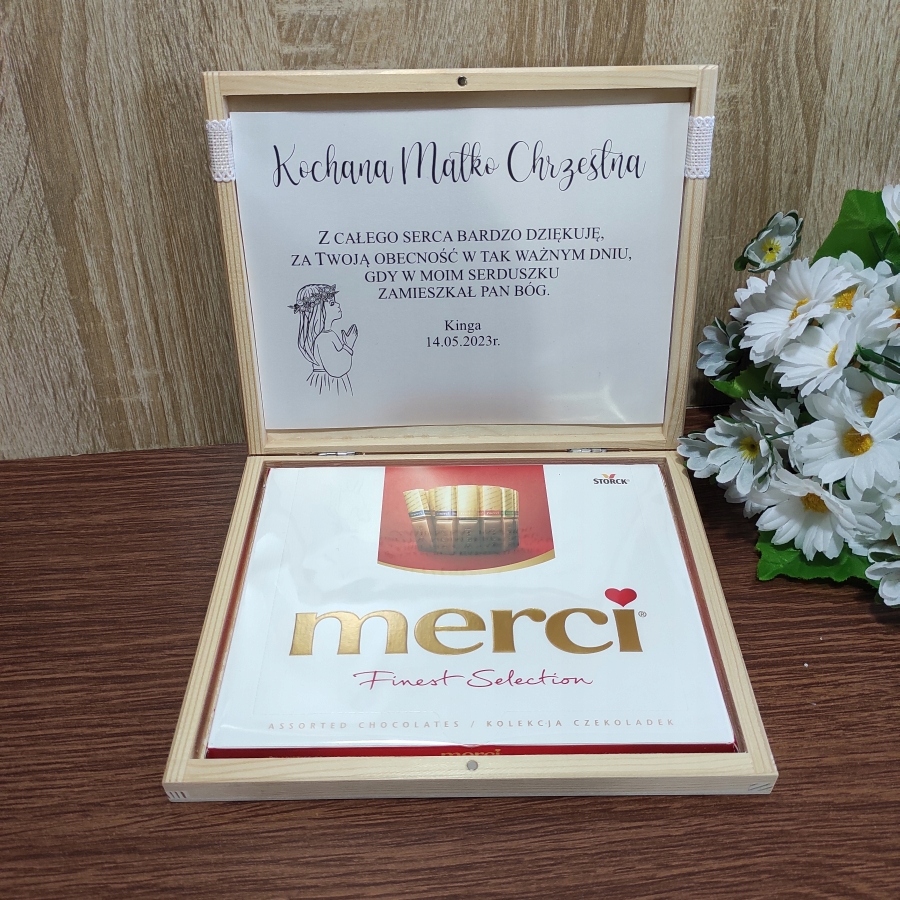 Kochana Matko Chrzestna
Z CAŁEGO SERCA BARDZO DZIĘKUJĘ,
ZA TWOJĄ OBECNOŚĆ W TAK WAŻNYM DNIU,
GDY W MOIM SERDUSZKU
ZAMIESZKAŁ PAN BÓG.
Kinga
14.05.2023r.
STORCK®
merci®
Finest Selection
ASSORTED CHOCOLATES / KOLEKCJA CZEKOLADEK
merci